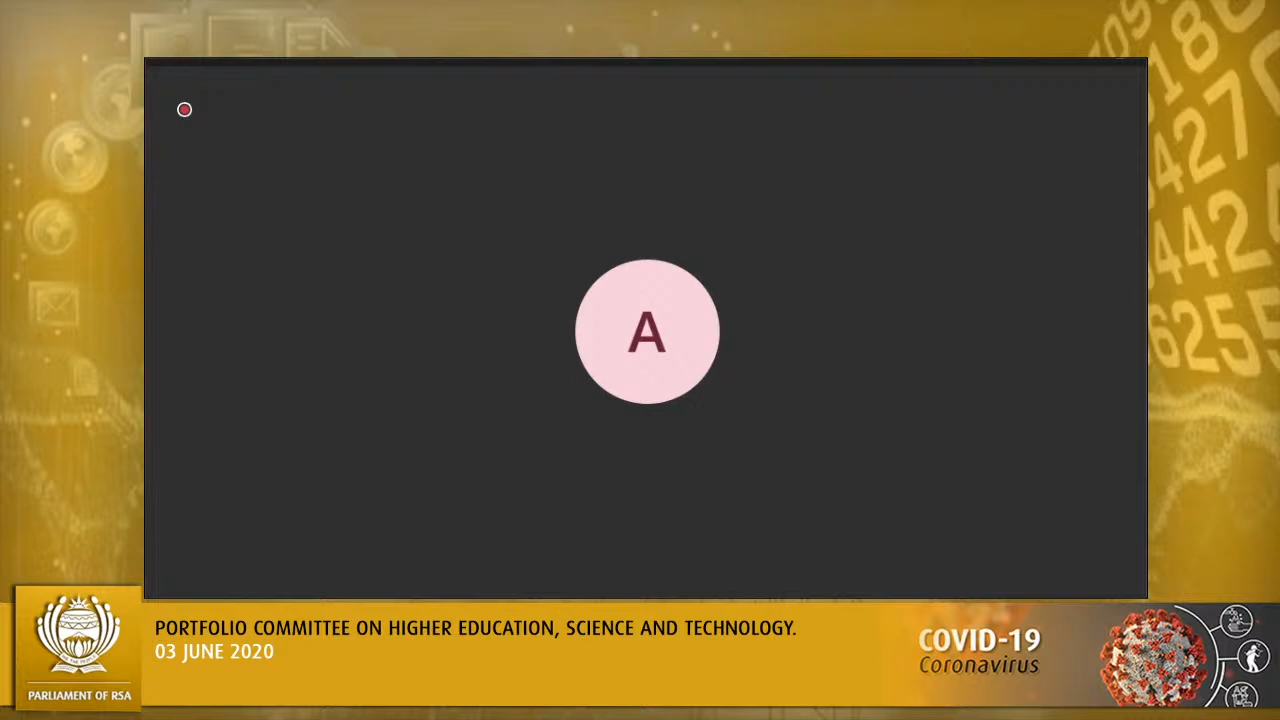 A
PORTFOLIO COMMITTEE ON HIGHER EDUCATION, SCIENCE AND TECHNOLOGY.
03 JUNE 2020
COVID-19
Coronavirus
PARLIAMENT OF RSA